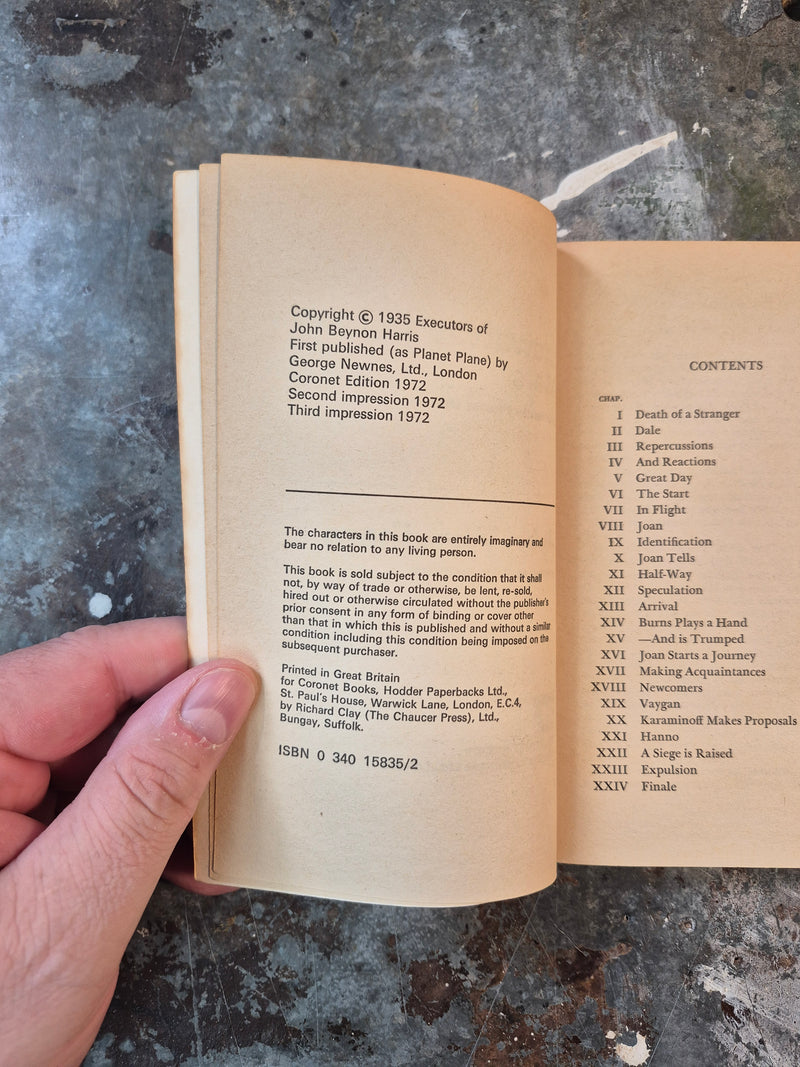 Copyright © 1935 Executors of
John Beynon Harris
First published (as Planet Plane) by
George Newnes, Ltd., London
Coronet Edition 1972
Second impression 1972
Third impression 1972
The characters in this book are entirely imaginary and
bear no relation to any living person.
This book is sold subject to the condition that it shall
not, by way of trade or otherwise, be lent, re-sold,
hired out or otherwise circulated without the publisher's
prior consent in any form of binding or cover other
than that in which this is published and without a similar
condition including this condition being imposed on the
subsequent purchaser.
Printed in Great Britain
for Coronet Books, Hodder Paperbacks Ltd.,
St. Paul's House, Warwick Lane, London, E.C.4,
by Richard Clay (The Chaucer Press), Ltd.,
Bungay, Suffolk.
ISBN 0 340 15835/2
CONTENTS
CHAP.
I Death of a Stranger
II Dale
III Repercussions
IV And Reactions
V Great Day
VI The Start
VII In Flight
VIII Joan
IX Identification
X Joan Tells
XI Half-Way
XII Speculation
XIII Arrival
XIV Burns Plays a Hand
XV —And is Trumped
XVI Joan Starts a Journey
XVII Making Acquaintances
XVIII Newcomers
XIX Vaygan
XX Karaminoff Makes Proposals
XXI Hanno
XXII A Siege is Raised
XXIII Expulsion
XXIV Finale